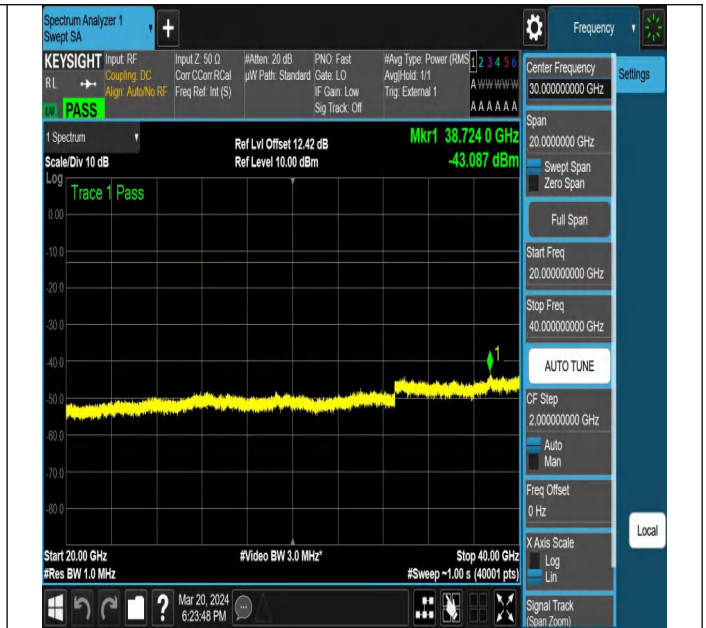 Spectrum Analyzer 1
Swept SA
+
Frequency
KEYSIGHT
RL
PASS
Input: RF
Coupling: DC
Align: Auto/No RF
Input Z: 50 Ω
Corr CCorr RCal
Freq Ref: Int (S)
#Atten: 20 dB
µW Path: Standard
PNO: Fast
Gate: LO
IF Gain: Low
Sig Track: Off
#Avg Type: Power (RMS
Avg|Hold: 1/1
Trig: External 1
1 2 3 4 5 6
A W W W W W
A A A A A A
Center Frequency
30.000000000 GHz
Settings
1 Spectrum
Scale/Div 10 dB
Ref Lvl Offset 12.42 dB
Ref Level 10.00 dBm
Mkr1 38.724 0 GHz
-43.087 dBm
Log
Trace 1 Pass
0.00
-10.0
-20.0
-30.0
-40.0
-50.0
-60.0
-70.0
-80.0
1
Start 20.00 GHz
#Res BW 1.0 MHz
#Video BW 3.0 MHz*
Stop 40.00 GHz
#Sweep ~1.00 s (40001 pts)
Span
20.0000000 GHz
Swept Span
Zero Span
Full Span
Start Freq
20.000000000 GHz
Stop Freq
40.000000000 GHz
AUTO TUNE
CF Step
2.000000000 GHz
Auto
Man
Freq Offset
0 Hz
X Axis Scale
Log
Lin
Signal Track
(Span Zoom)
Local
?
Mar 20, 2024
6:23:48 PM